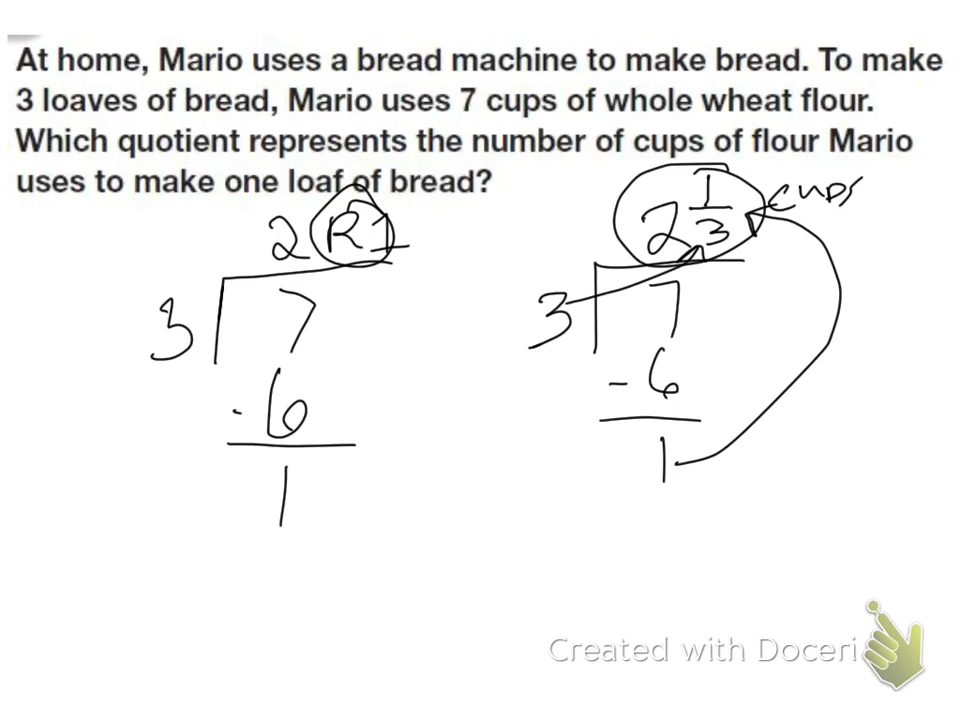 At home, Mario uses a bread machine to make bread. To make
3 loaves of bread, Mario uses 7 cups of whole wheat flour.
Which quotient represents the number of cups of flour Mario
uses to make one loaf of bread?
2 R1
3 7
- 6
1
2 1/3 cups
3 7
- 6
1
Created with Doceri